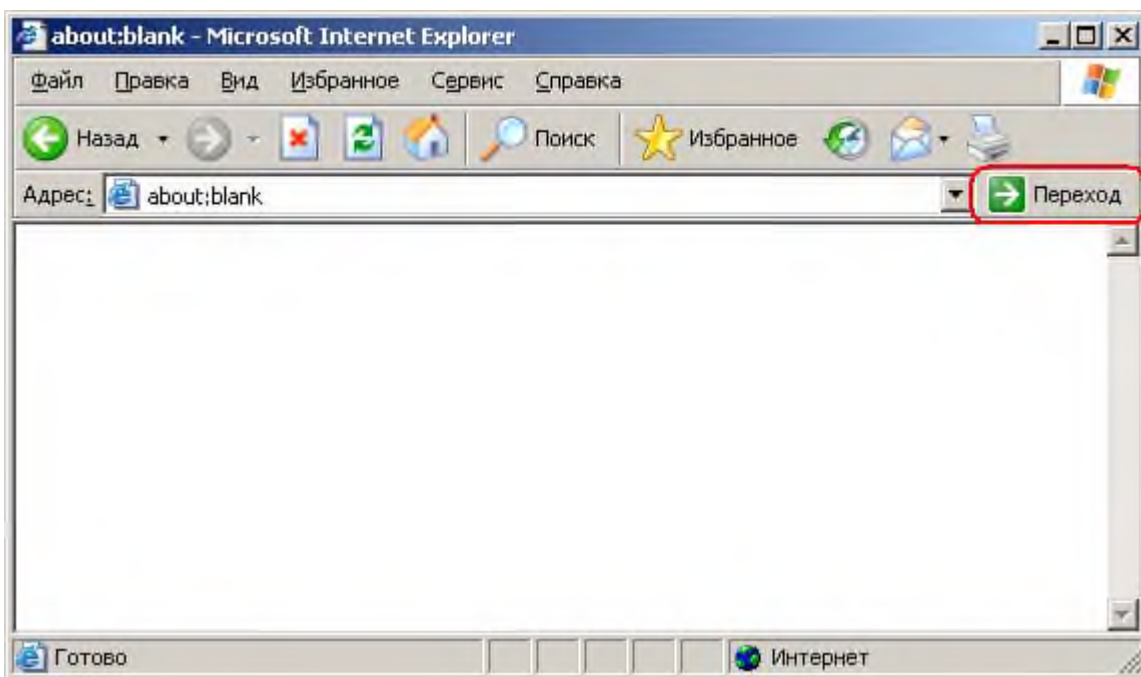 about:blank - Microsoft Internet Explorer
Файл Правка Вид Избранное Сервис Справка
Назад Поиск Избранное
Адрес: about:blank Переход
Готово Интернет